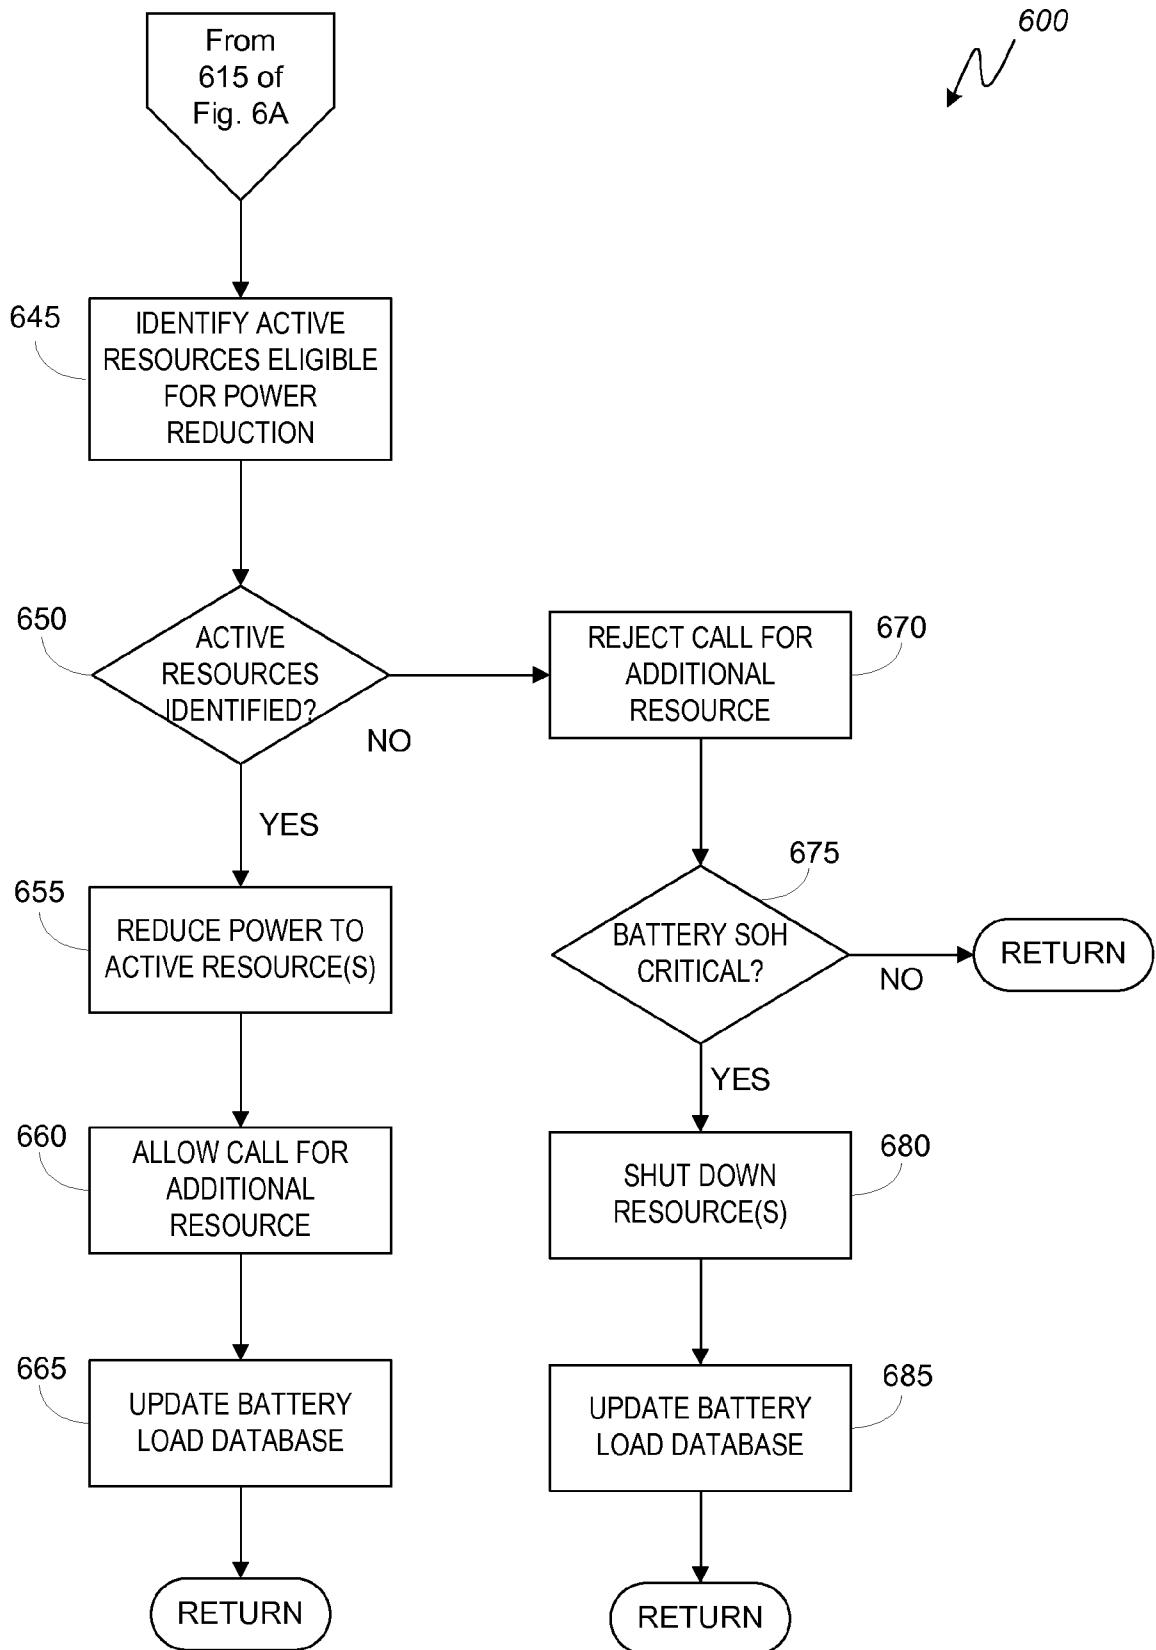 From
615 of
Fig. 6A
600
645
IDENTIFY ACTIVE
RESOURCES ELIGIBLE
FOR POWER
REDUCTION
650
ACTIVE
RESOURCES
IDENTIFIED?
NO
YES
REJECT CALL FOR
ADDITIONAL
RESOURCE
670
655
REDUCE POWER TO
ACTIVE RESOURCE(S)
675
BATTERY SOH
CRITICAL?
NO
RETURN
YES
660
ALLOW CALL FOR
ADDITIONAL
RESOURCE
680
SHUT DOWN
RESOURCE(S)
665
UPDATE BATTERY
LOAD DATABASE
685
UPDATE BATTERY
LOAD DATABASE
RETURN
RETURN